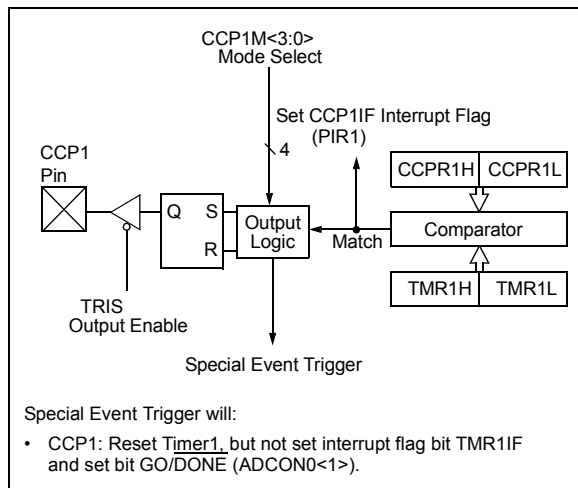 CCP1M<3:0>
Mode Select
Set CCP1IF Interrupt Flag
(PIR1)
4
CCP1
Pin
CCPR1H CCPR1L
Q S
R
Output
Logic
Match
Comparator
TRIS
Output Enable
TMR1H TMR1L
Special Event Trigger
Special Event Trigger will:
• CCP1: Reset Timer1, but not set interrupt flag bit TMR1IF
and set bit GO/DONE (ADCON0<1>).